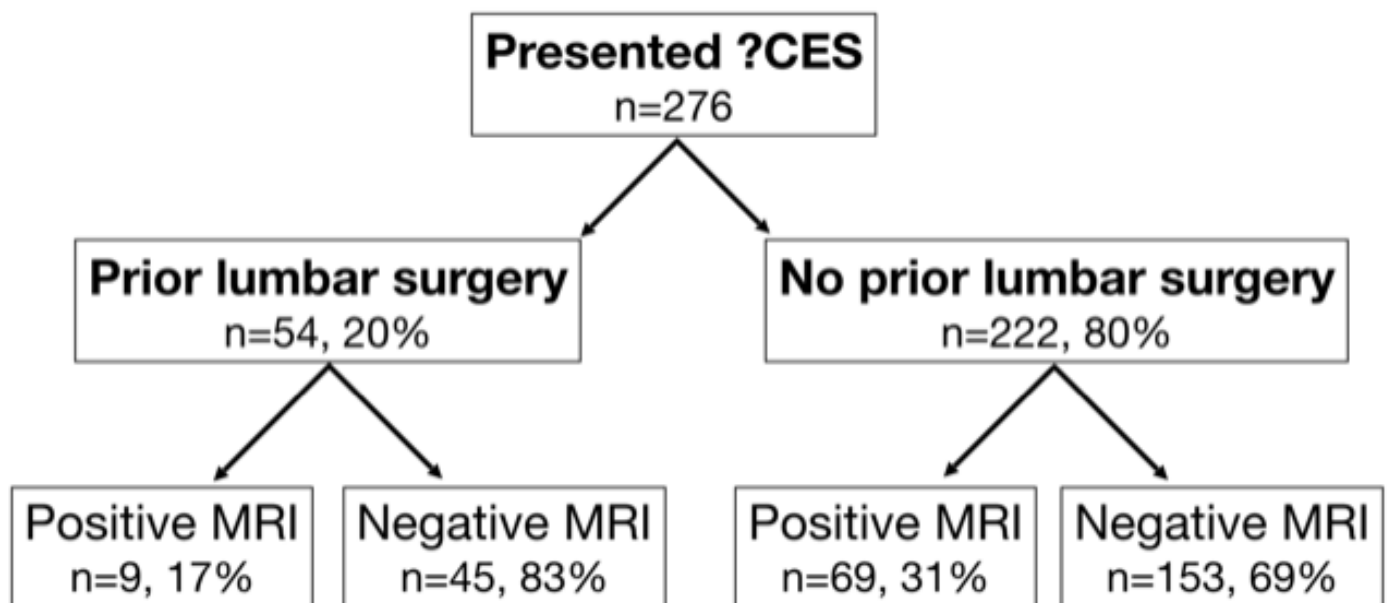 Presented ?CES
n=276
Prior lumbar surgery
n=54, 20%
No prior lumbar surgery
n=222, 80%
Positive MRI
n=9, 17%
Negative MRI
n=45, 83%
Positive MRI
n=69, 31%
Negative MRI
n=153, 69%